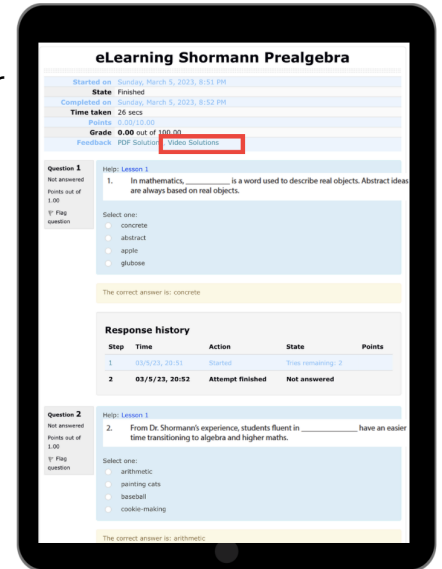 r
eLearning Shormann Prealgebra
Started on Sunday, March 5, 2023, 8:51 PM
State Finished
Completed on Sunday, March 5, 2023, 8:52 PM
Time taken 26 secs
Points 0.00/10.00
Grade 0.00 out of 100.00
Feedback PDF Solutions, Video Solutions
Question 1
Not answered
Points out of
1.00
Flag
question
Help: Lesson 1
1. In mathematics, ____________ is a word used to describe real objects. Abstract ideas
are always based on real objects.
Select one:
concrete
abstract
apple
glubose
The correct answer is: concrete
Response history
Step Time Action State Points
1 03/5/23, 20:51 Started Tries remaining: 2
2 03/5/23, 20:52 Attempt finished Not answered
Question 2
Not answered
Points out of
1.00
Flag
question
Help: Lesson 1
2. From Dr. Shormann's experience, students fluent in ____________ have an easier
time transitioning to algebra and higher maths.
Select one:
arithmetic
painting cats
baseball
cookie-making
The correct answer is: arithmetic